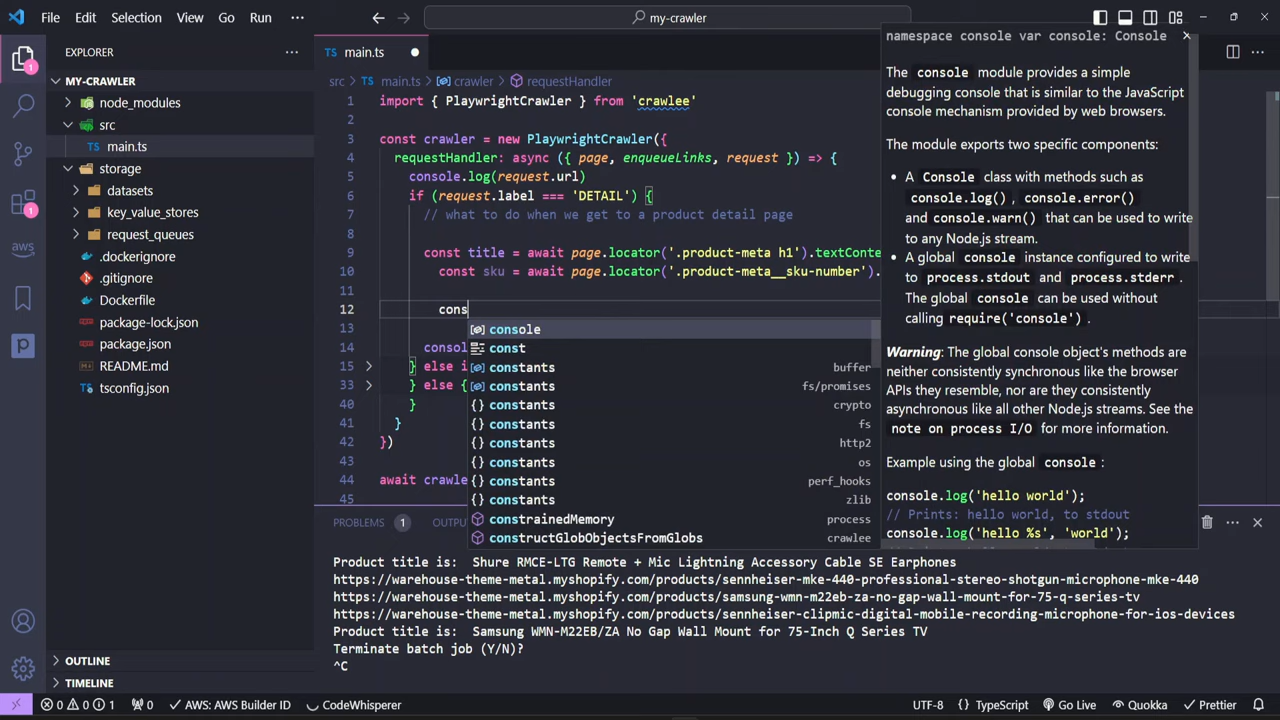 File Edit Selection View Go Run ···
my-crawler
EXPLORER
MY-CRAWLER
node_modules
src
TS main.ts
storage
datasets
key_value_stores
request_queues
.dockerignore
.gitignore
Dockerfile
package-lock.json
package.json
README.md
tsconfig.json
OUTLINE
TIMELINE
1
1
aws
TS main.ts
src TS main.ts crawler requestHandler
1 import { PlaywrightCrawler } from 'crawlee'
2
3 const crawler = new PlaywrightCrawler({
4 requestHandler: async ({ page, enqueueLinks, request }) => {
5 console.log(request.url)
6 if (request.label === 'DETAIL') {
7 // what to do when we get to a product detail page
8
9 const title = await page.locator('.product-meta h1').textConte
10 const sku = await page.locator('.product-meta__sku-number').
11
12 cons
13
14 consol
15 } else i
33 } else {
40 }
41 }
42 })
43
44 await crawle
45
console
const
constants buffer
constants fs/promises
{} constants crypto
{} constants fs
{} constants http2
{} constants os
{} constants perf_hooks
{} constants zlib
constrainedMemory process
constructGlobObjectsFromGlobs crawlee
namespace console var console: Console
The console module provides a simple
debugging console that is similar to the JavaScript
console mechanism provided by web browsers.
The module exports two specific components:
• A Console class with methods such as
console.log() , console.error()
and console.warn() that can be used to write
to any Node.js stream.
• A global console instance configured to write
to process.stdout and process.stderr .
The global console can be used without
calling require('console') .
Warning: The global console object's methods are
neither consistently synchronous like the browser
APIs they resemble, nor are they consistently
asynchronous like all other Node.js streams. See the
note on process I/O for more information.
Example using the global console :
console.log('hello world');
// Prints: hello world, to stdout
console.log('hello %s', 'world');
PROBLEMS 1 OUTPU
Product title is: Shure RMCE-LTG Remote + Mic Lightning Accessory Cable SE Earphones
https://warehouse-theme-metal.myshopify.com/products/sennheiser-mke-440-professional-stereo-shotgun-microphone-mke-440
https://warehouse-theme-metal.myshopify.com/products/samsung-wmn-m22eb-za-no-gap-wall-mount-for-75-q-series-tv
https://warehouse-theme-metal.myshopify.com/products/sennheiser-clipmic-digital-mobile-recording-microphone-for-ios-devices
Product title is: Samsung WMN-M22EB/ZA No Gap Wall Mount for 75-Inch Q Series TV
Terminate batch job (Y/N)?
^C
0 0 1 0 AWS: AWS Builder ID CodeWhisperer UTF-8 {} TypeScript Go Live Quokka Prettier